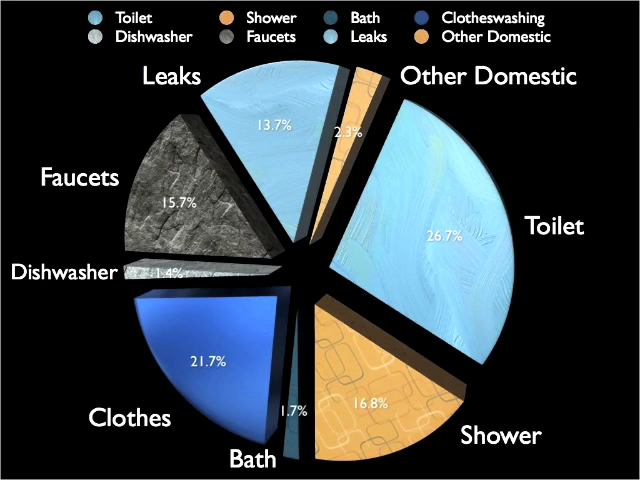 Toilet Shower Bath Clotheswashing
Dishwasher Faucets Leaks Other Domestic
Leaks
Other Domestic
13.7%
2.3%
Faucets
15.7%
Toilet
26.7%
Dishwasher
1.4%
21.7%
16.8%
1.7%
Clothes
Shower
Bath